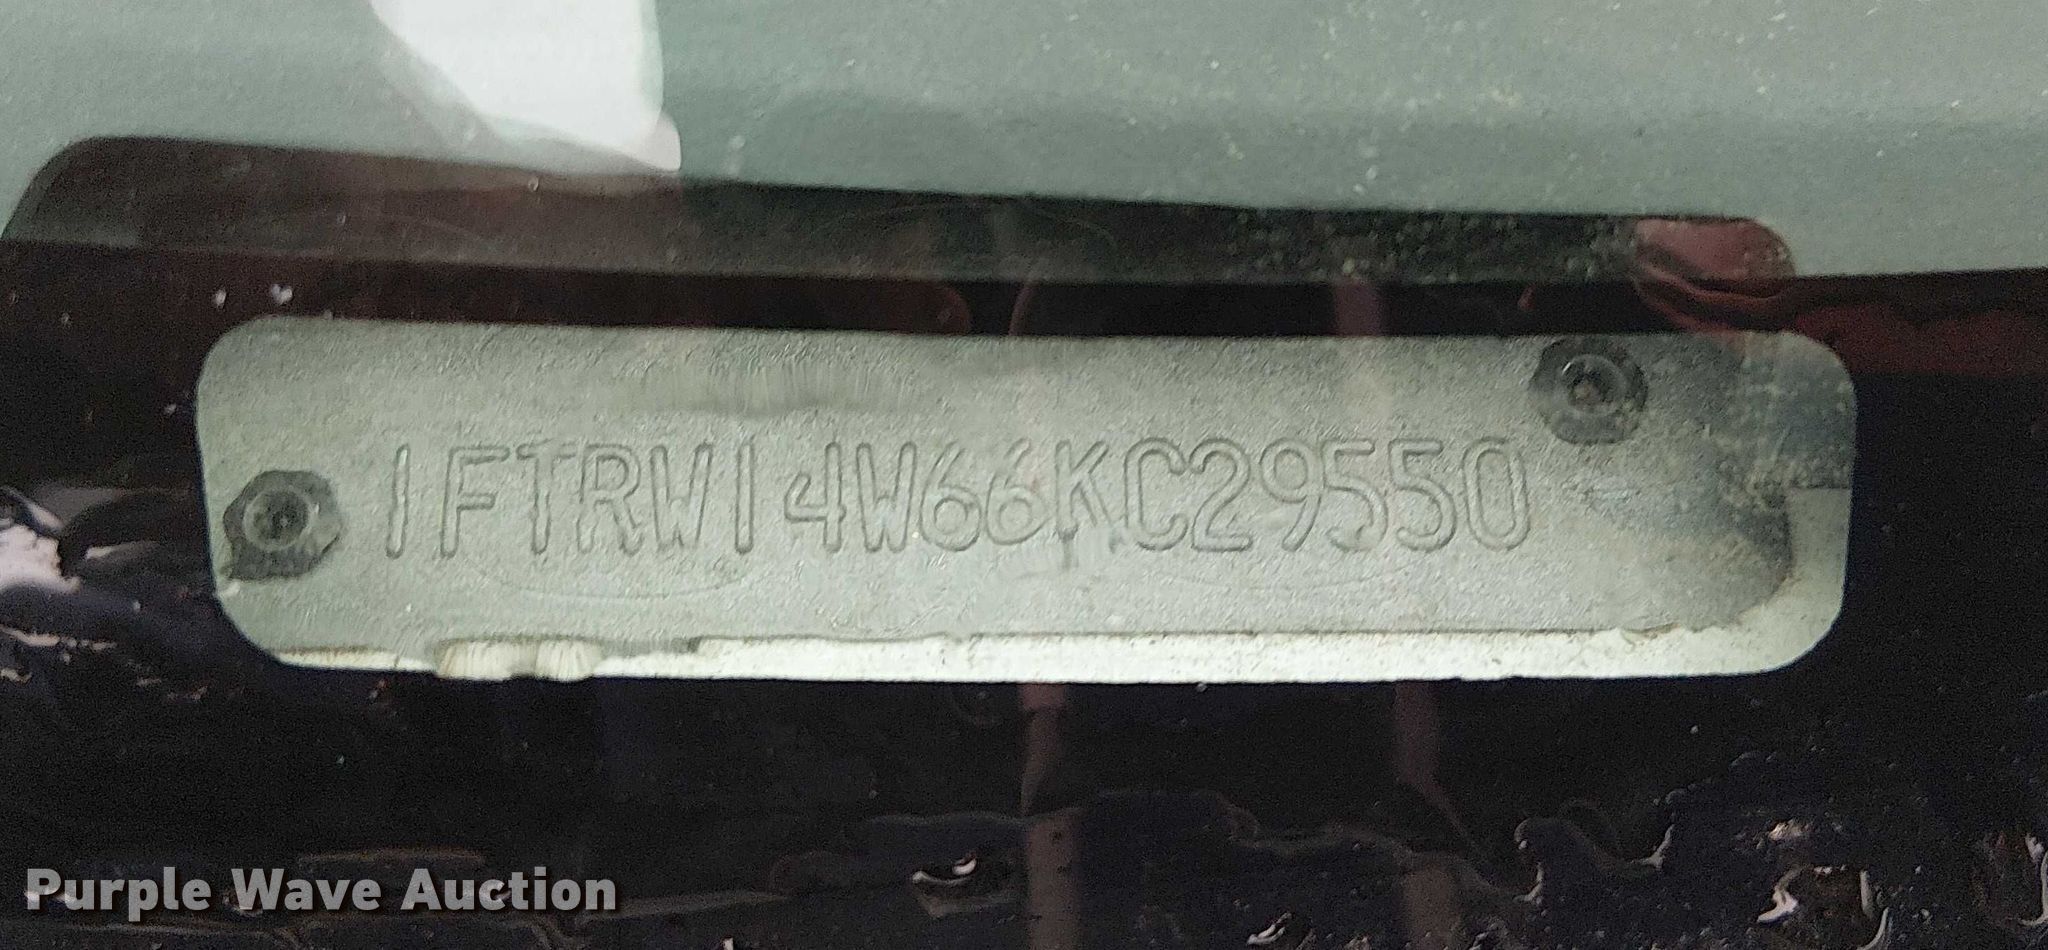 1FTRW14W66KC29550
Purple Wave Auction